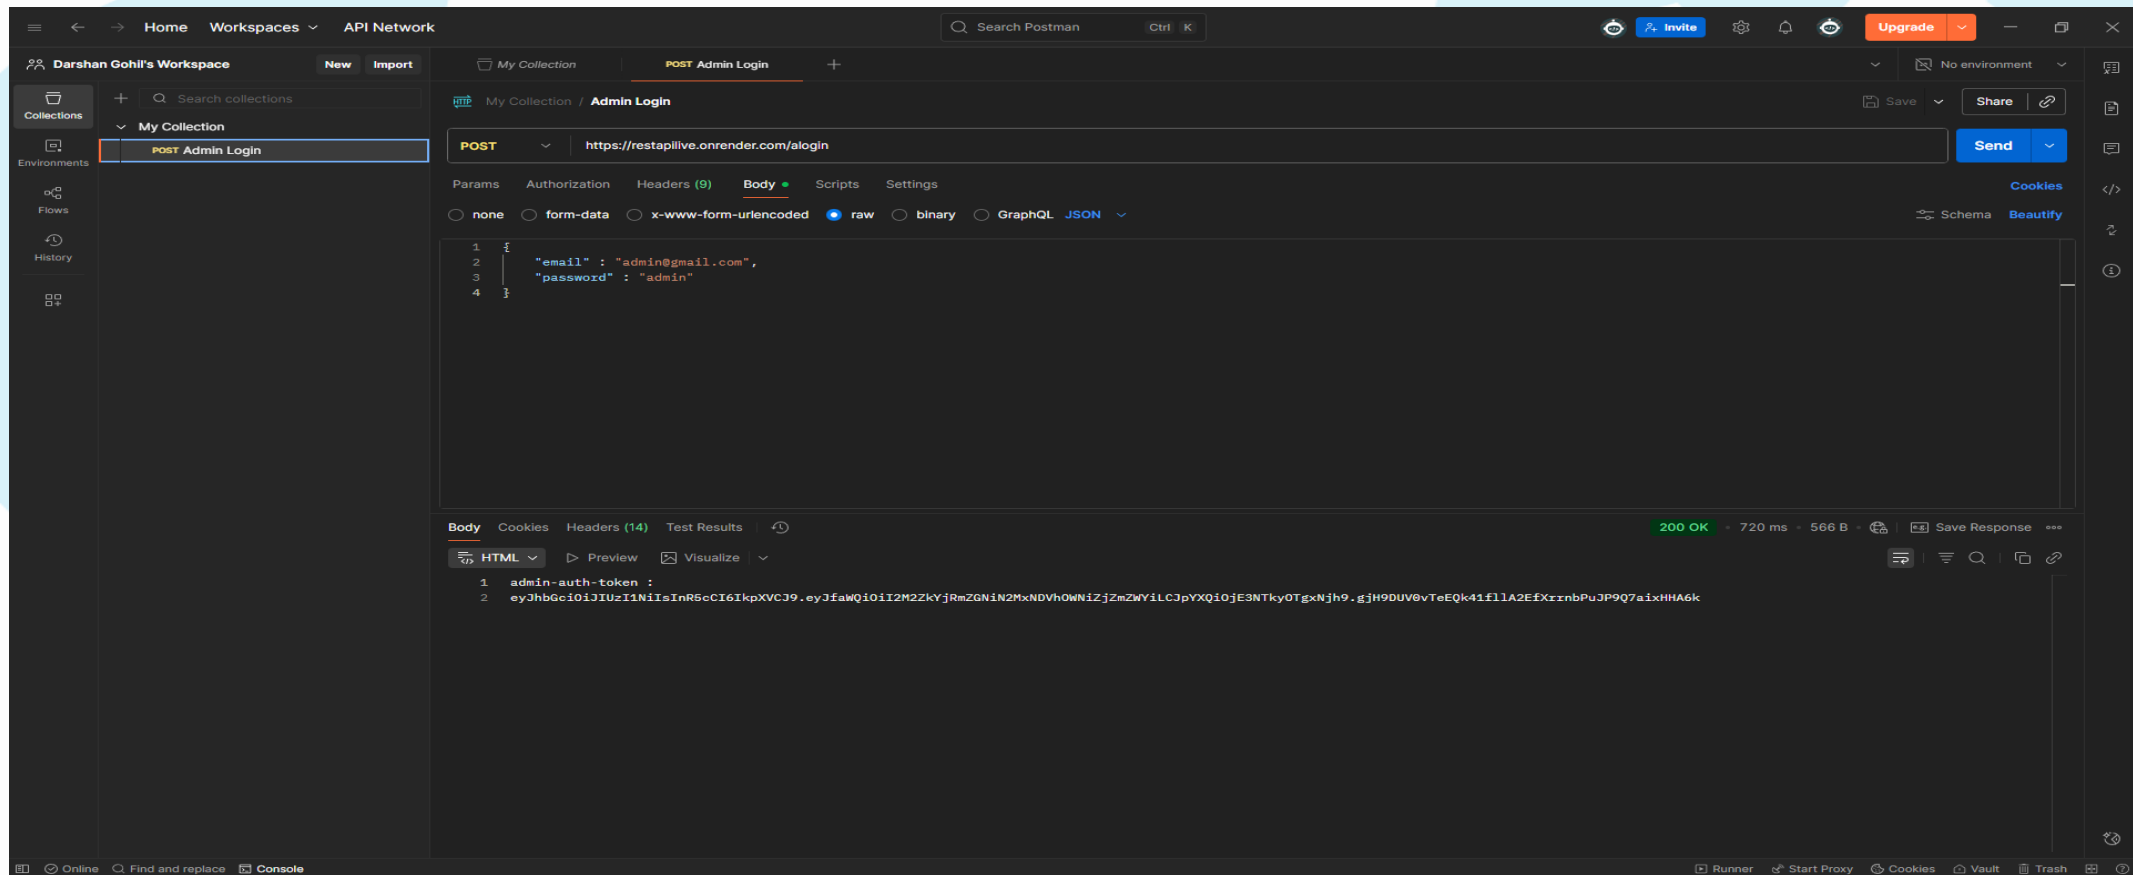 Home Workspaces API Network
Search Postman Ctrl K
Invite
Upgrade
Darshan Gohil's Workspace New Import
My Collection
POST Admin Login
No environment
Collections
Search collections
My Collection / Admin Login
Save
Share
My Collection
POST Admin Login
Environments
POST https://restapilive.onrender.com/alogin
Send
Params Authorization Headers (9) Body Scripts Settings
Cookies
Flows
none form-data x-www-form-urlencoded raw binary GraphQL JSON
Schema Beautify
History
1 {
2 "email" : "admin@gmail.com",
3 "password" : "admin"
4 }
Body Cookies Headers (14) Test Results
200 OK 720 ms 566 B Save Response
HTML Preview Visualize
1 admin-auth-token :
2 eyJhbGciOiJIUzI1NiIsInR5cCI6IkpXVCJ9.eyJfaWQiOiI2M2ZkYjRmZGNiN2MxNDVhOWNiZjZmZWYiLCJpYXQiOjE3NTkyOTgxNjh9.gjH9DUV0vTeEQk41fllA2EfXrrnbPuJP9Q7aixHHA6k
Online Find and replace Console
Runner Start Proxy Cookies Vault Trash